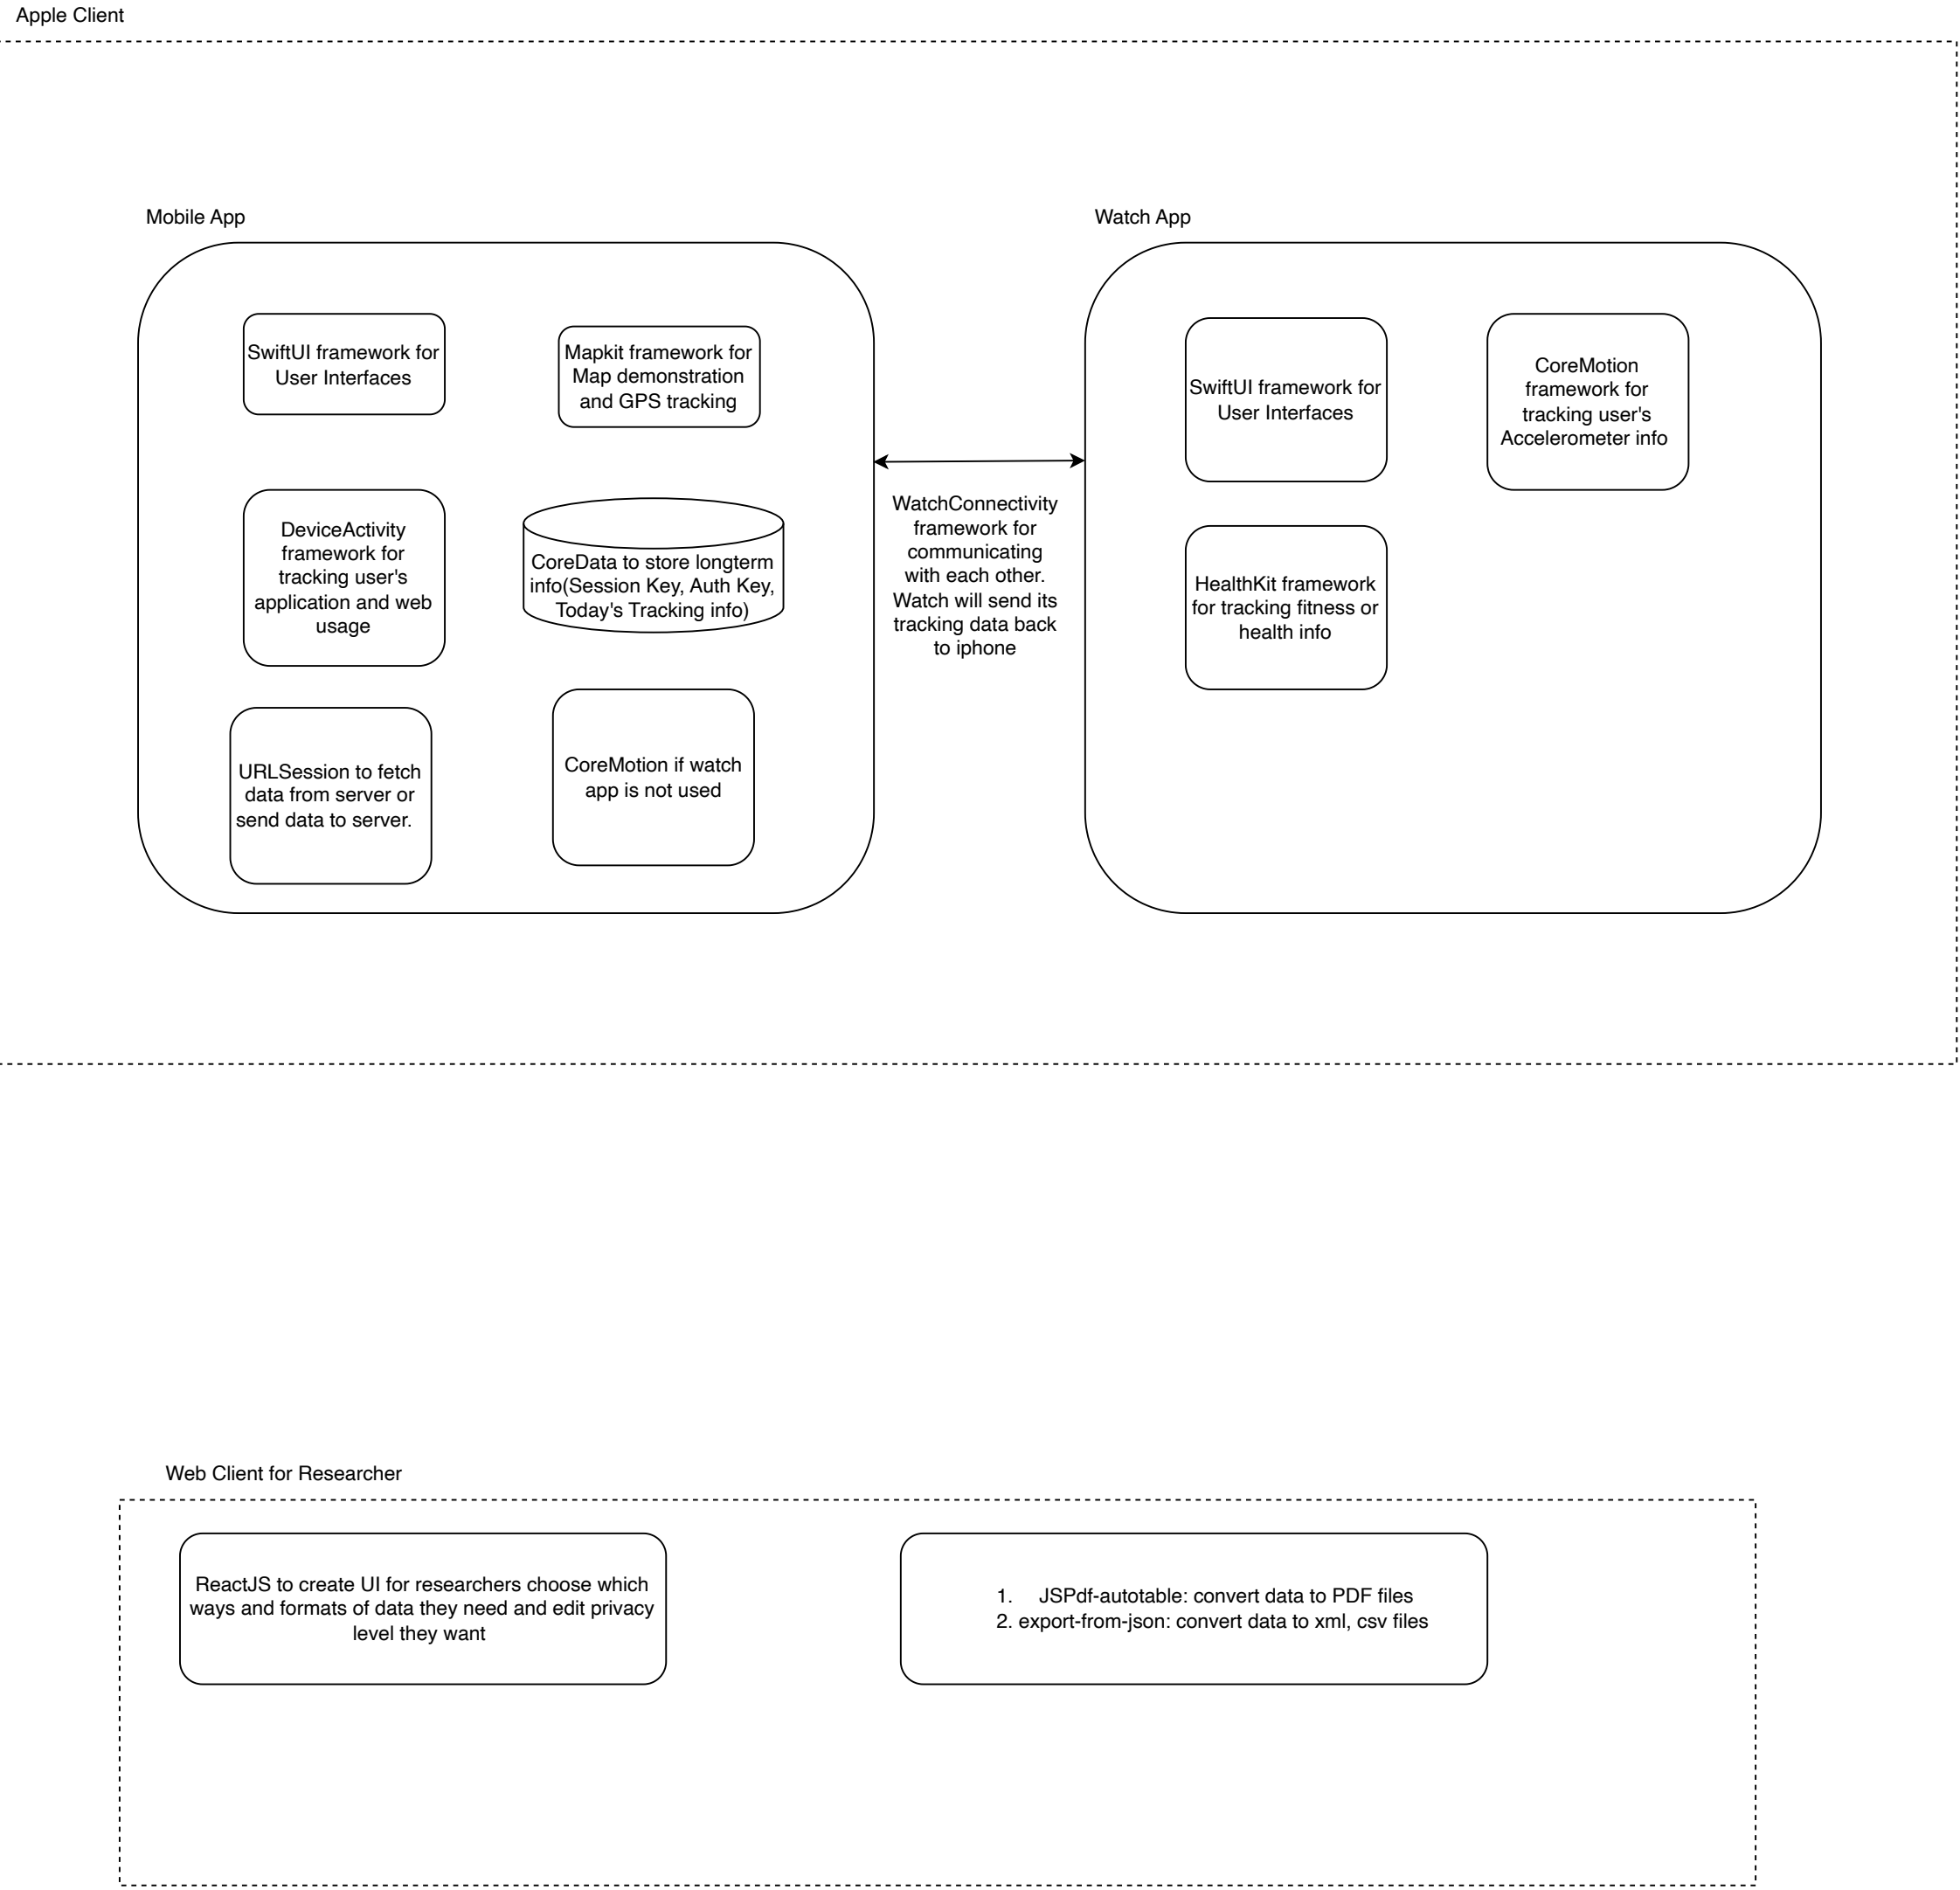 Apple Client
Mobile App
Watch App
SwiftUI framework for
User Interfaces
Mapkit framework for
Map demonstration
and GPS tracking
DeviceActivity
framework for
tracking user's
application and web
usage
CoreData to store longterm
info(Session Key, Auth Key,
Today's Tracking info)
URLSession to fetch
data from server or
send data to server.
CoreMotion if watch
app is not used
WatchConnectivity
framework for
communicating
with each other.
Watch will send its
tracking data back
to iphone
SwiftUI framework for
User Interfaces
CoreMotion
framework for
tracking user's
Accelerometer info
HealthKit framework
for tracking fitness or
health info
Web Client for Researcher
ReactJS to create UI for researchers choose which
ways and formats of data they need and edit privacy
level they want
1. JSPdf-autotable: convert data to PDF files
2. export-from-json: convert data to xml, csv files